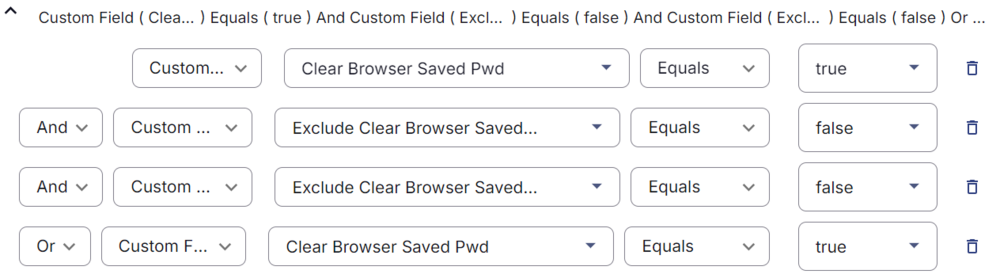 Custom Field ( Clea... ) Equals ( true ) And Custom Field ( Excl... ) Equals ( false ) And Custom Field ( Excl... ) Equals ( false ) Or ...
Custom... Clear Browser Saved Pwd Equals true
And Custom ... Exclude Clear Browser Saved... Equals false
And Custom ... Exclude Clear Browser Saved... Equals false
Or Custom F... Clear Browser Saved Pwd Equals true